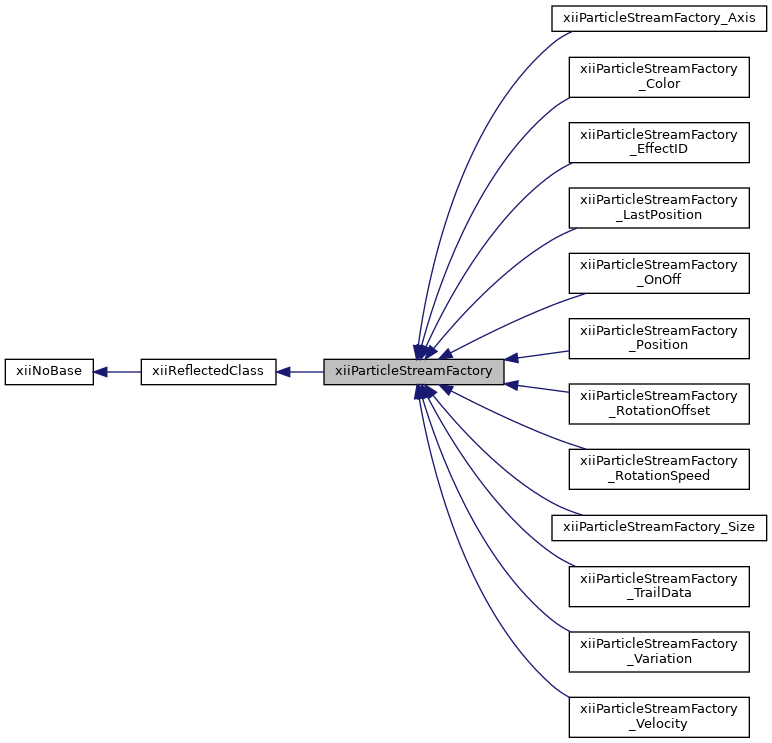 xiiParticleStreamFactory_Axis
xiiParticleStreamFactory
_Color
xiiParticleStreamFactory
_EffectID
xiiParticleStreamFactory
_LastPosition
xiiParticleStreamFactory
_OnOff
xiiParticleStreamFactory
_Position
xiiNoBase
xiiReflectedClass
xiiParticleStreamFactory
xiiParticleStreamFactory
_RotationOffset
xiiParticleStreamFactory
_RotationSpeed
xiiParticleStreamFactory_Size
xiiParticleStreamFactory
_TrailData
xiiParticleStreamFactory
_Variation
xiiParticleStreamFactory
_Velocity